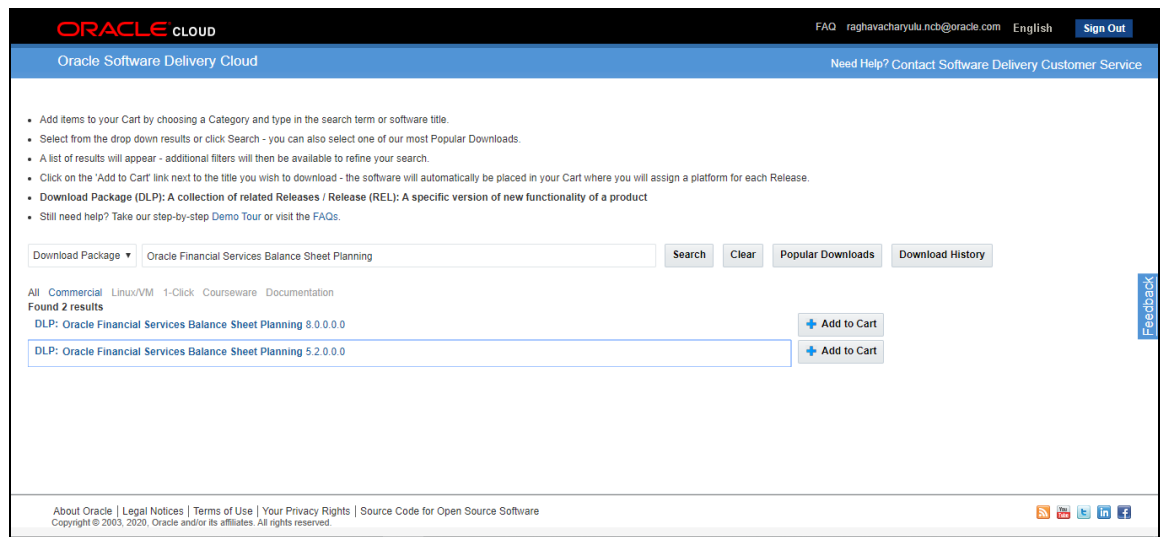 ORACLE CLOUD
FAQ raghavacharyulu.ncb@oracle.com English Sign Out
Oracle Software Delivery Cloud
Need Help? Contact Software Delivery Customer Service
Add items to your Cart by choosing a Category and type in the search term or software title.
Select from the drop down results or click Search - you can also select one of our most Popular Downloads.
A list of results will appear - additional filters will then be available to refine your search.
Click on the 'Add to Cart' link next to the title you wish to download - the software will automatically be placed in your Cart where you will assign a platform for each Release.
Download Package (DLP): A collection of related Releases / Release (REL): A specific version of new functionality of a product
Still need help? Take our step-by-step Demo Tour or visit the FAQs.
Download Package Oracle Financial Services Balance Sheet Planning Search Clear Popular Downloads Download History
All Commercial Linux/VM 1-Click Courseware Documentation
Found 2 results
DLP: Oracle Financial Services Balance Sheet Planning 8.0.0.0.0 Add to Cart
DLP: Oracle Financial Services Balance Sheet Planning 5.2.0.0.0 Add to Cart
Feedback
About Oracle | Legal Notices | Terms of Use | Your Privacy Rights | Source Code for Open Source Software
Copyright © 2003, 2020, Oracle and/or its affiliates. All rights reserved.
You Tube
in
f